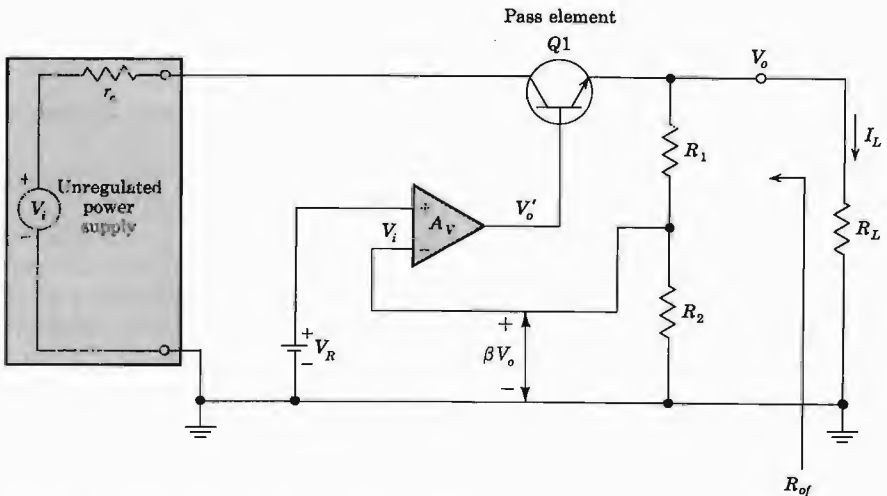 Pass element
Q1
V_o
r_o
R_1
I_L
+
V_i
−
Unregulated
power
supply
V_i
+
−
A_V
V_o′
R_L
R_2
+
V_R
−
+
βV_o
−
R_of